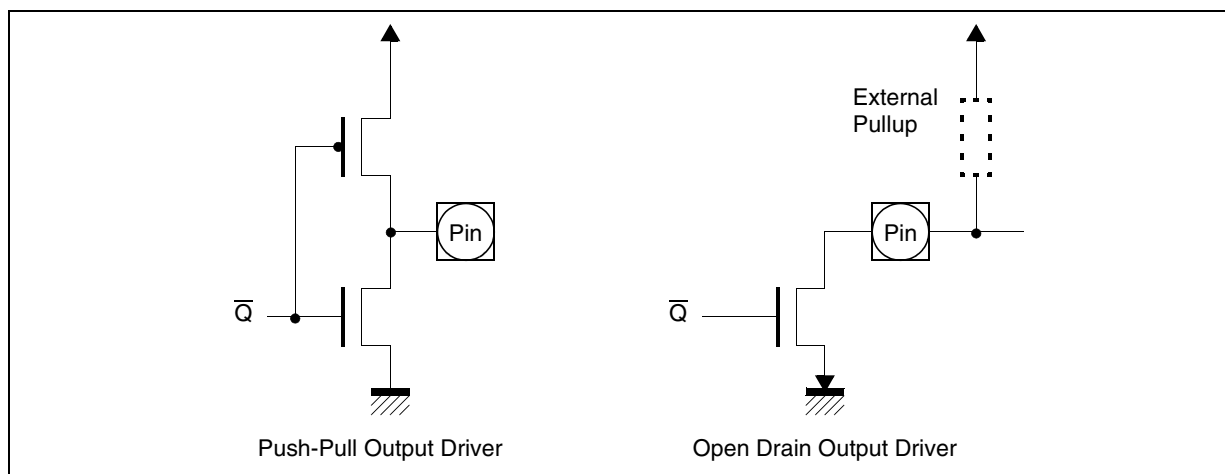 External
Pullup
Pin
Pin
Q̅
Q̅
Push-Pull Output Driver
Open Drain Output Driver